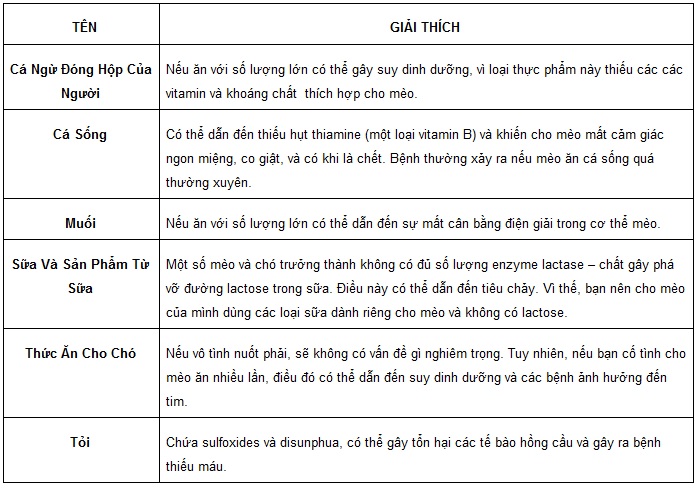 TÊN
GIẢI THÍCH
Cá Ngừ Đóng Hộp Của
Người
Nếu ăn với số lượng lớn có thể gây suy dinh dưỡng, vì loại thực phẩm này thiếu các các
vitamin và khoáng chất thích hợp cho mèo.
Cá Sống
Có thể dẫn đến thiếu hụt thiamine (một loại vitamin B) và khiến cho mèo mất cảm giác
ngon miệng, co giật, và có khi là chết. Bệnh thường xảy ra nếu mèo ăn cá sống quá
thường xuyên.
Muối
Nếu ăn với số lượng lớn có thể dẫn đến sự mất cân bằng điện giải trong cơ thể mèo.
Sữa Và Sản Phẩm Từ
Sữa
Một số mèo và chó trưởng thành không có đủ số lượng enzyme lactase – chất gây phá
vỡ đường lactose trong sữa. Điều này có thể dẫn đến tiêu chảy. Vì thế, bạn nên cho mèo
của mình dùng các loại sữa dành riêng cho mèo và không có lactose.
Thức Ăn Cho Chó
Nếu vô tình nuốt phải, sẽ không có vấn đề gì nghiêm trọng. Tuy nhiên, nếu bạn cố tình cho
mèo ăn nhiều lần, điều đó có thể dẫn đến suy dinh dưỡng và các bệnh ảnh hưởng đến
tim.
Tỏi
Chứa sulfoxides và disunphua, có thể gây tổn hại các tế bào hồng cầu và gây ra bệnh
thiếu máu.